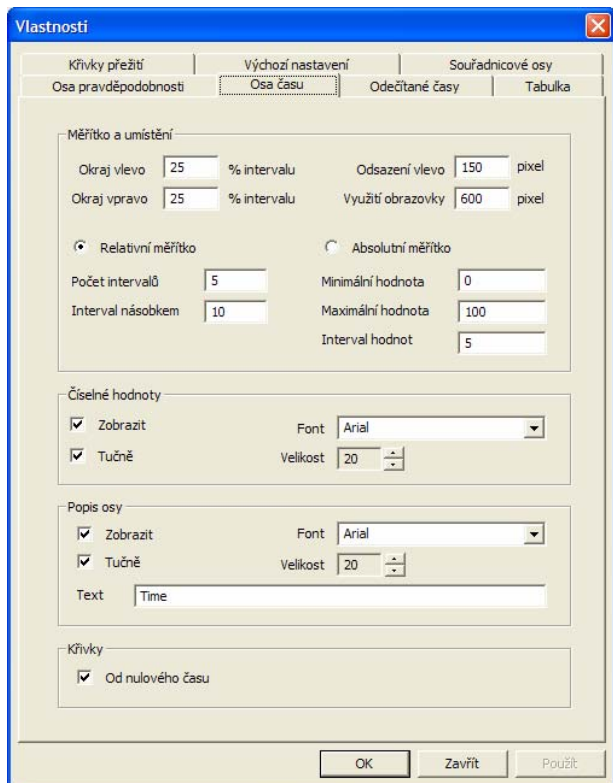 Vlastnosti
Křivky přežití Výchozí nastavení Souřadnicové osy
Osa pravděpodobnosti Osa času Odečítané časy Tabulka
Měřítko a umístění
Okraj vlevo 25 % intervalu Odsazení vlevo 150 pixel
Okraj vpravo 25 % intervalu Využití obrazovky 600 pixel
Relativní měřítko Absolutní měřítko
Počet intervalů 5 Minimální hodnota 0
Interval násobkem 10 Maximální hodnota 100
Interval hodnot 5
Číselné hodnoty
Zobrazit Font Arial
Tučně Velikost 20
Popis osy
Zobrazit Font Arial
Tučně Velikost 20
Text Time
Křivky
Od nulového času
OK Zavřít Použít